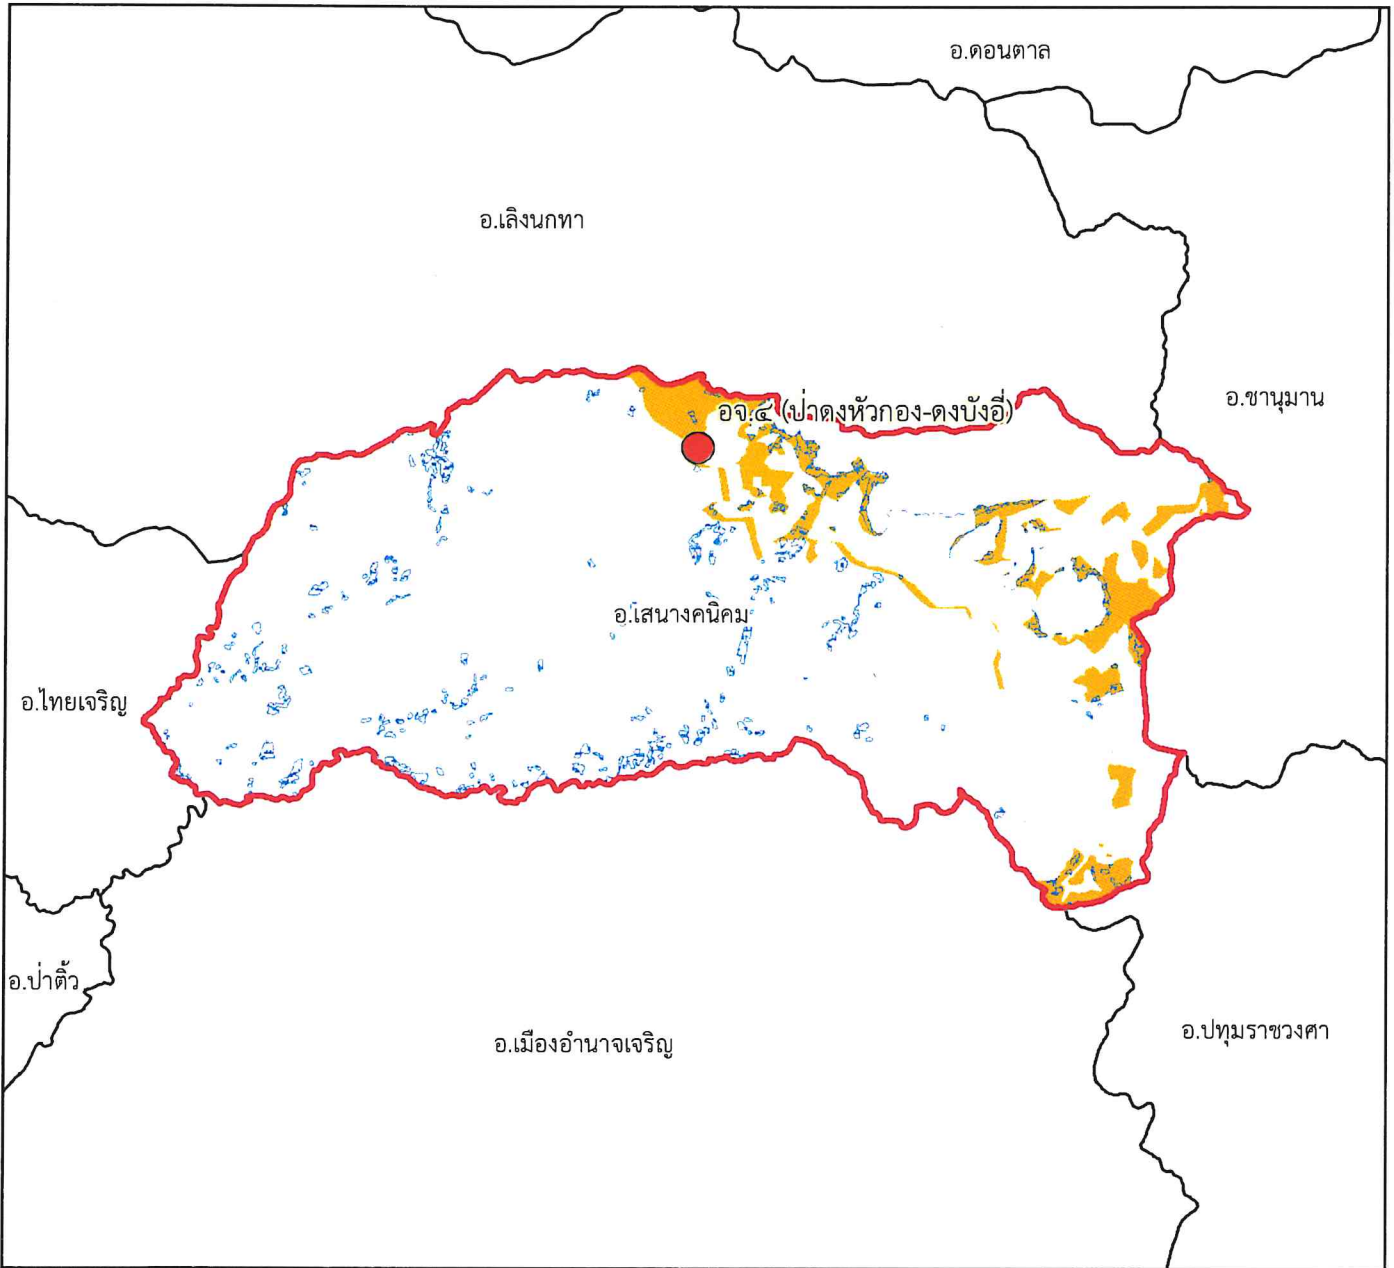 อ.ดอนตาล
อ.เลิงนกทา
อ.ชานุมาน
อจ.๔ (ป่าดงหัวกอง-ดงบังอี่)
อ.เสนางคนิคม
อ.ไทยเจริญ
อ.ป่าติ้ว
อ.ปทุมราชวงศา
อ.เมืองอำนาจเจริญ